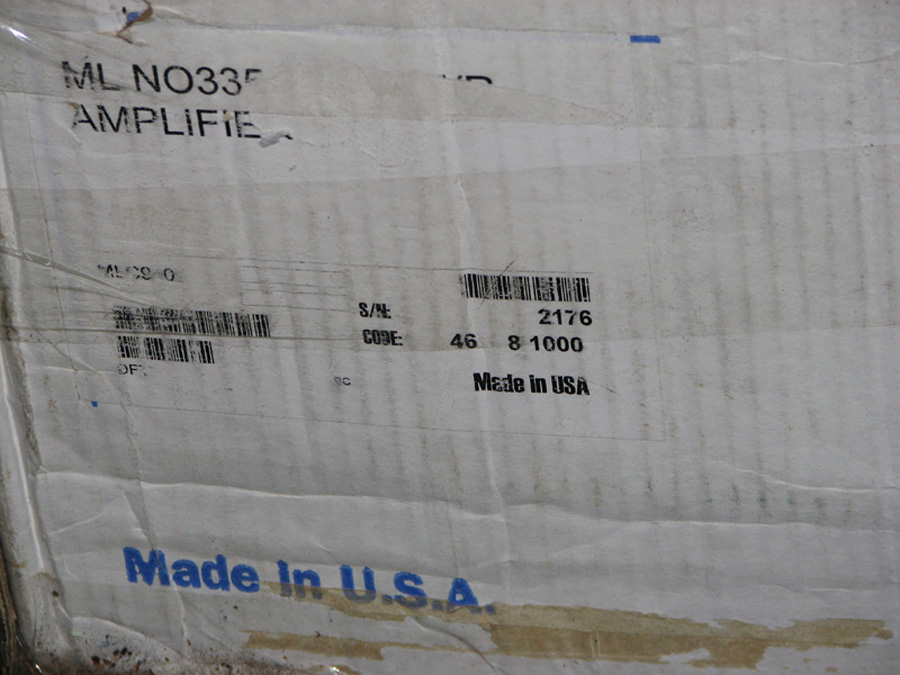 ML NO335
AMPLIFIE
S/N:
2176
CODE: 46 8 1000
Made in USA
Made in U.S.A.